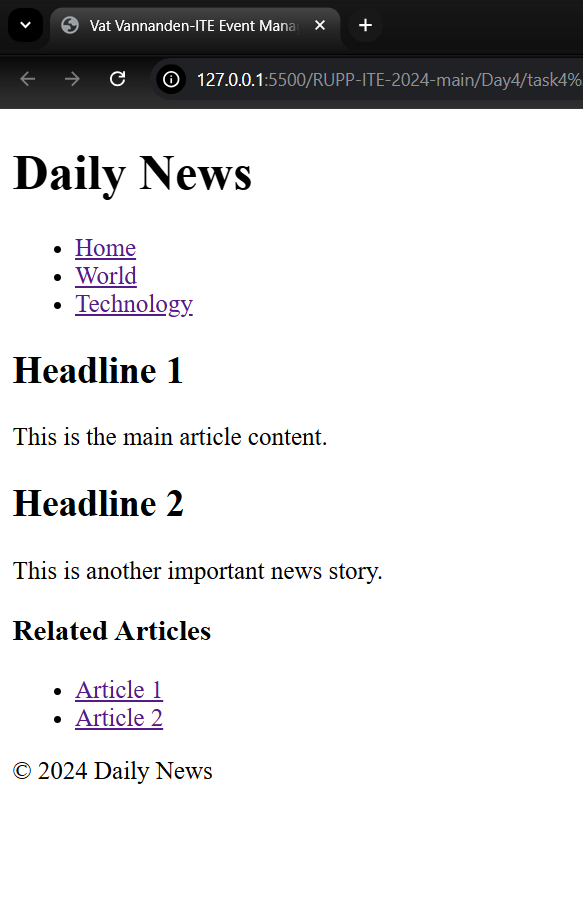 Vat Vannanden-ITE Event Mana
127.0.0.1:5500/RUPP-ITE-2024-main/Day4/task4%
Daily News
Home
World
Technology
Headline 1
This is the main article content.
Headline 2
This is another important news story.
Related Articles
Article 1
Article 2
© 2024 Daily News